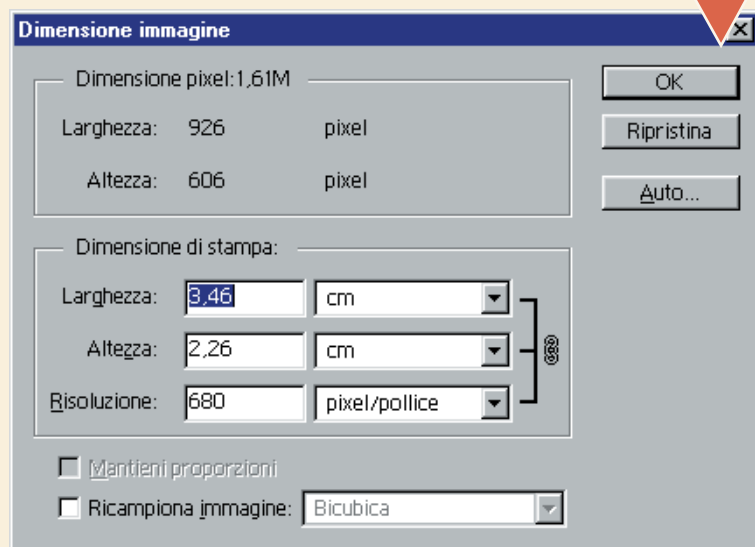 Dimensione immagine
Dimensione pixel:1,61M
Larghezza: 926 pixel
Altezza: 606 pixel
OK
Ripristina
Auto...
Dimensione di stampa:
Larghezza: 3,46 cm
Altezza: 2,26 cm
Risoluzione: 680 pixel/pollice
Mantieni proporzioni
Ricampiona immagine: Bicubica